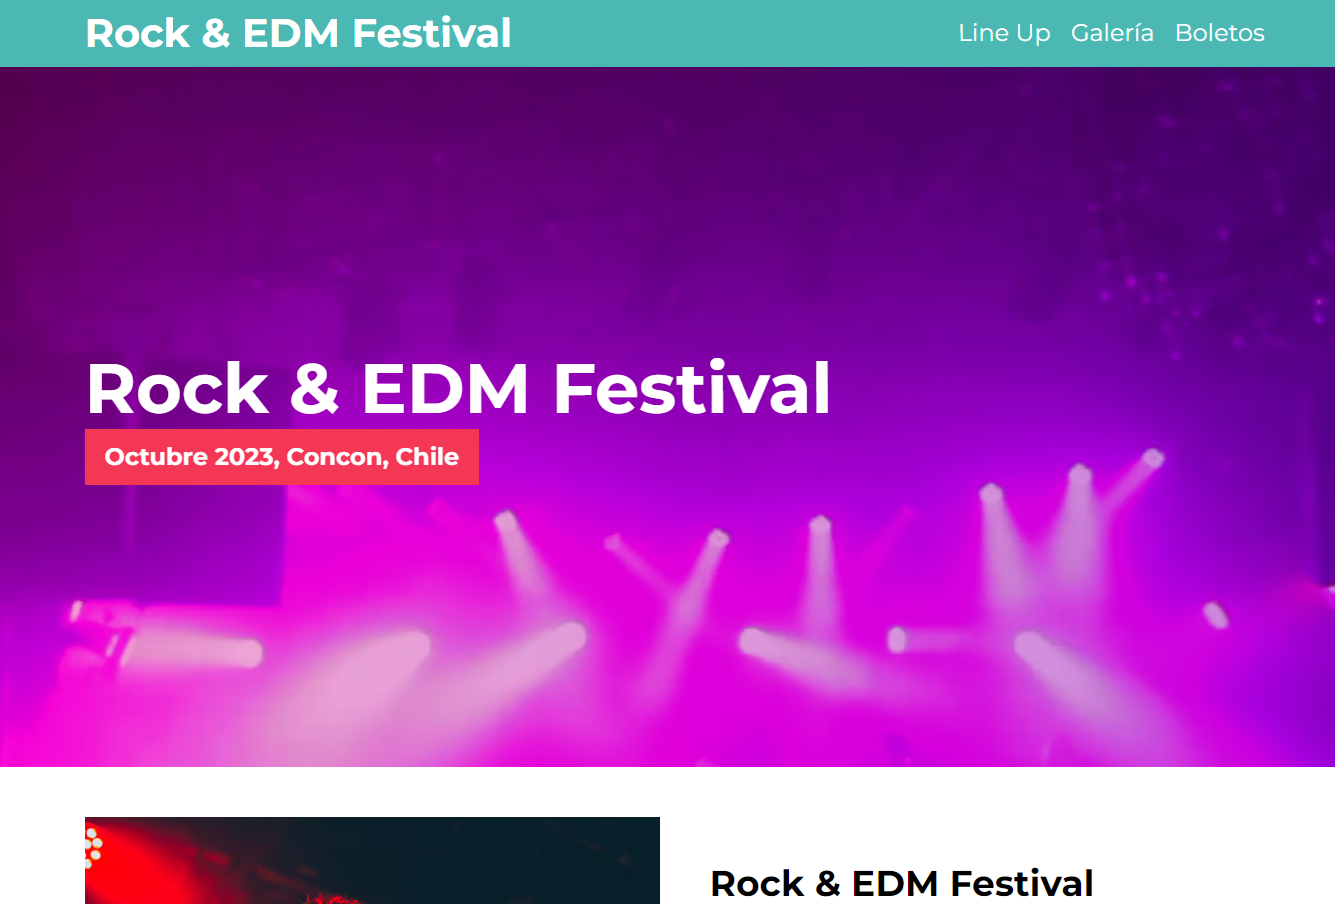 Rock & EDM Festival
Line Up Galería Boletos
Rock & EDM Festival
Octubre 2023, Concon, Chile
Rock & EDM Festival